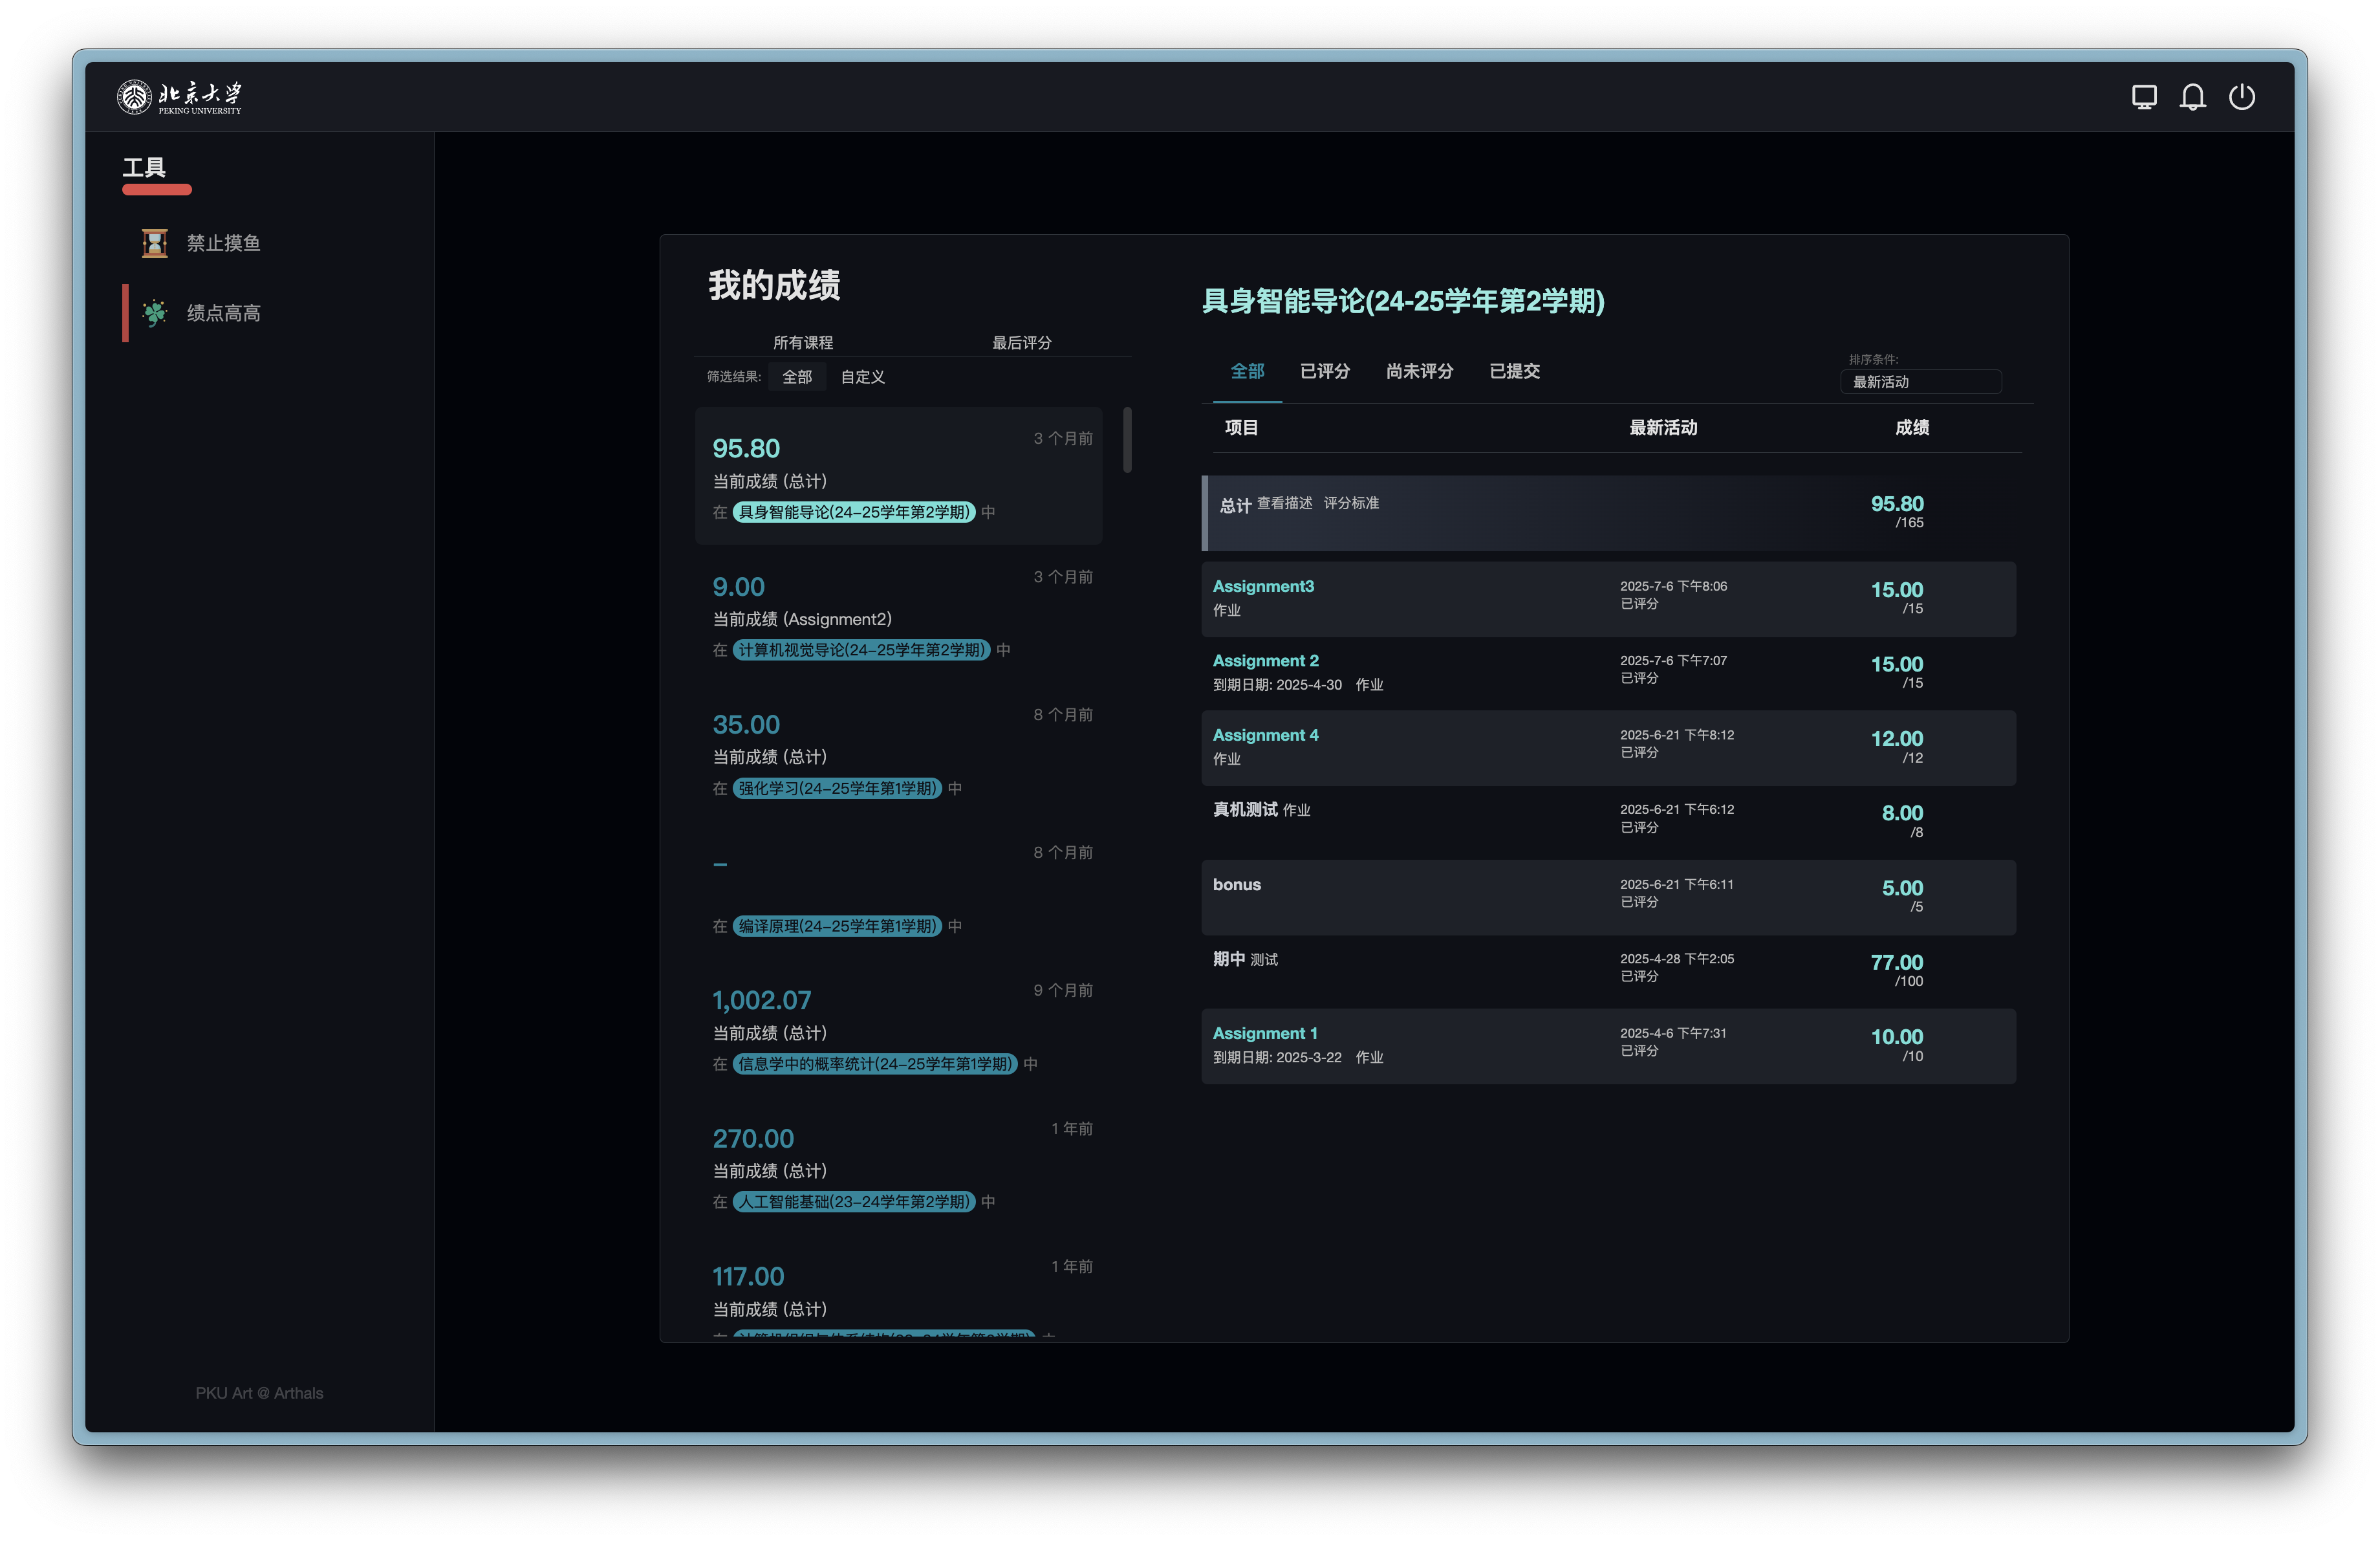 北京大学
PEKING UNIVERSITY
工具
禁止摸鱼
绩点高高
PKU Art @ Arthals
我的成绩
所有课程 最后评分
筛选结果: 全部 自定义
95.80 3 个月前
当前成绩 (总计)
在 具身智能导论(24-25学年第2学期) 中
9.00 3 个月前
当前成绩 (Assignment2)
在 计算机视觉导论(24-25学年第2学期) 中
35.00 8 个月前
当前成绩 (总计)
在 强化学习(24-25学年第1学期) 中
– 8 个月前
在 编译原理(24-25学年第1学期) 中
1,002.07 9 个月前
当前成绩 (总计)
在 信息学中的概率统计(24-25学年第1学期) 中
270.00 1 年前
当前成绩 (总计)
在 人工智能基础(23-24学年第2学期) 中
117.00 1 年前
当前成绩 (总计)
具身智能导论(24-25学年第2学期)
全部 已评分 尚未评分 已提交
排序条件:
最新活动
项目 最新活动 成绩
总计 查看描述 评分标准 95.80
/165
Assignment3 2025-7-6 下午8:06 15.00
作业 已评分 /15
Assignment 2 2025-7-6 下午7:07 15.00
到期日期: 2025-4-30 作业 已评分 /15
Assignment 4 2025-6-21 下午8:12 12.00
作业 已评分 /12
真机测试 作业 2025-6-21 下午6:12 8.00
已评分 /8
bonus 2025-6-21 下午6:11 5.00
已评分 /5
期中 测试 2025-4-28 下午2:05 77.00
已评分 /100
Assignment 1 2025-4-6 下午7:31 10.00
到期日期: 2025-3-22 作业 已评分 /10